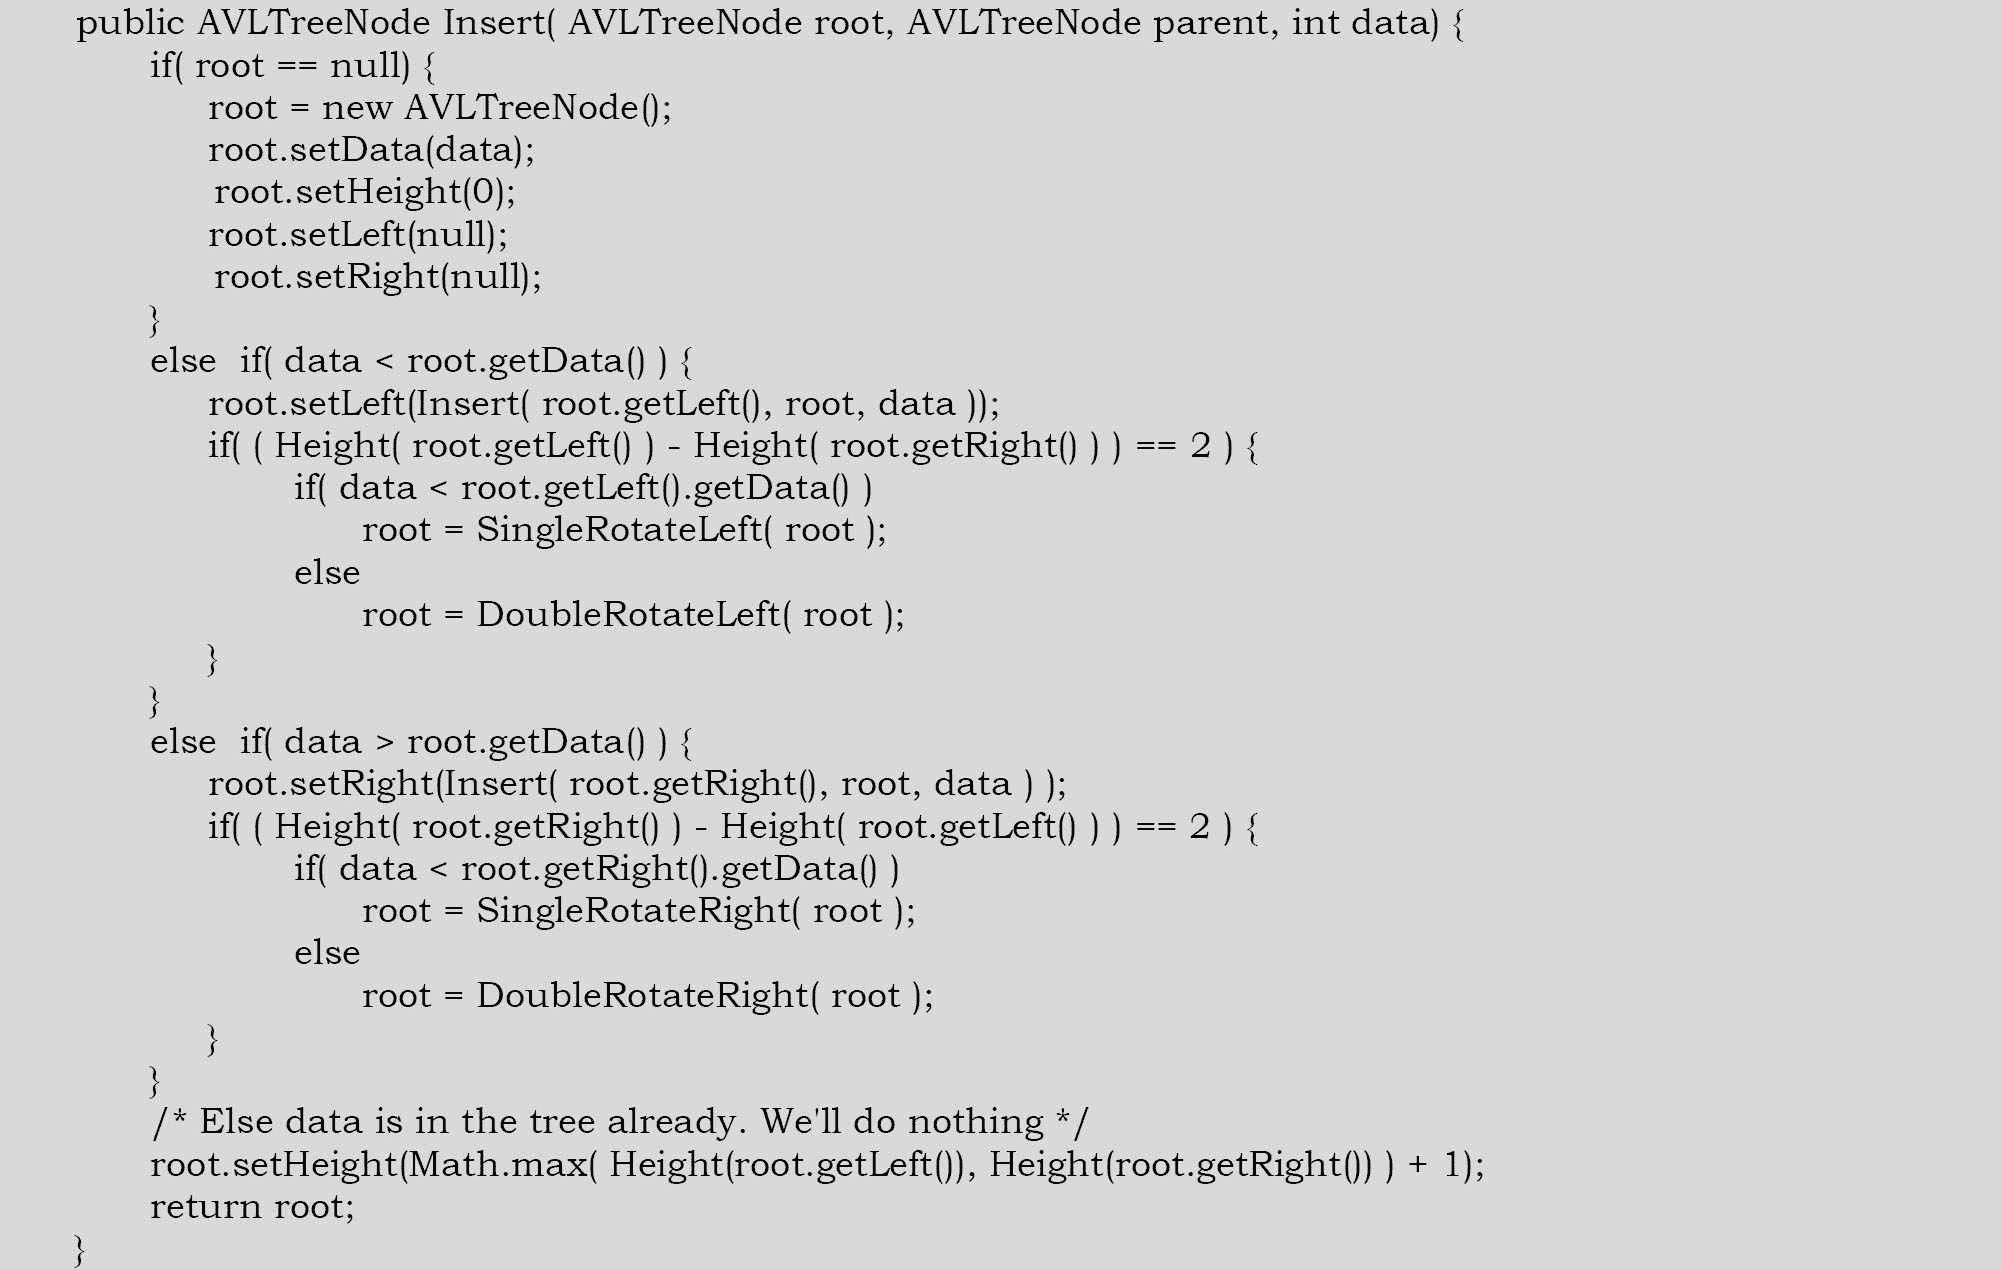 public AVLTreeNode Insert( AVLTreeNode root, AVLTreeNode parent, int data) {
if( root == null) {
root = new AVLTreeNode();
root.setData(data);
root.setHeight(0);
root.setLeft(null);
root.setRight(null);
}
else  if( data < root.getData() ) {
root.setLeft(Insert( root.getLeft(), root, data ));
if( ( Height( root.getLeft() ) - Height( root.getRight() ) ) == 2 ) {
if( data < root.getLeft().getData() )
root = SingleRotateLeft( root );
else
root = DoubleRotateLeft( root );
}
}
else  if( data > root.getData() ) {
root.setRight(Insert( root.getRight(), root, data ) );
if( ( Height( root.getRight() ) - Height( root.getLeft() ) ) == 2 ) {
if( data < root.getRight().getData() )
root = SingleRotateRight( root );
else
root = DoubleRotateRight( root );
}
}
/* Else data is in the tree already. We'll do nothing */
root.setHeight(Math.max( Height(root.getLeft()), Height(root.getRight()) ) + 1);
return root;
}